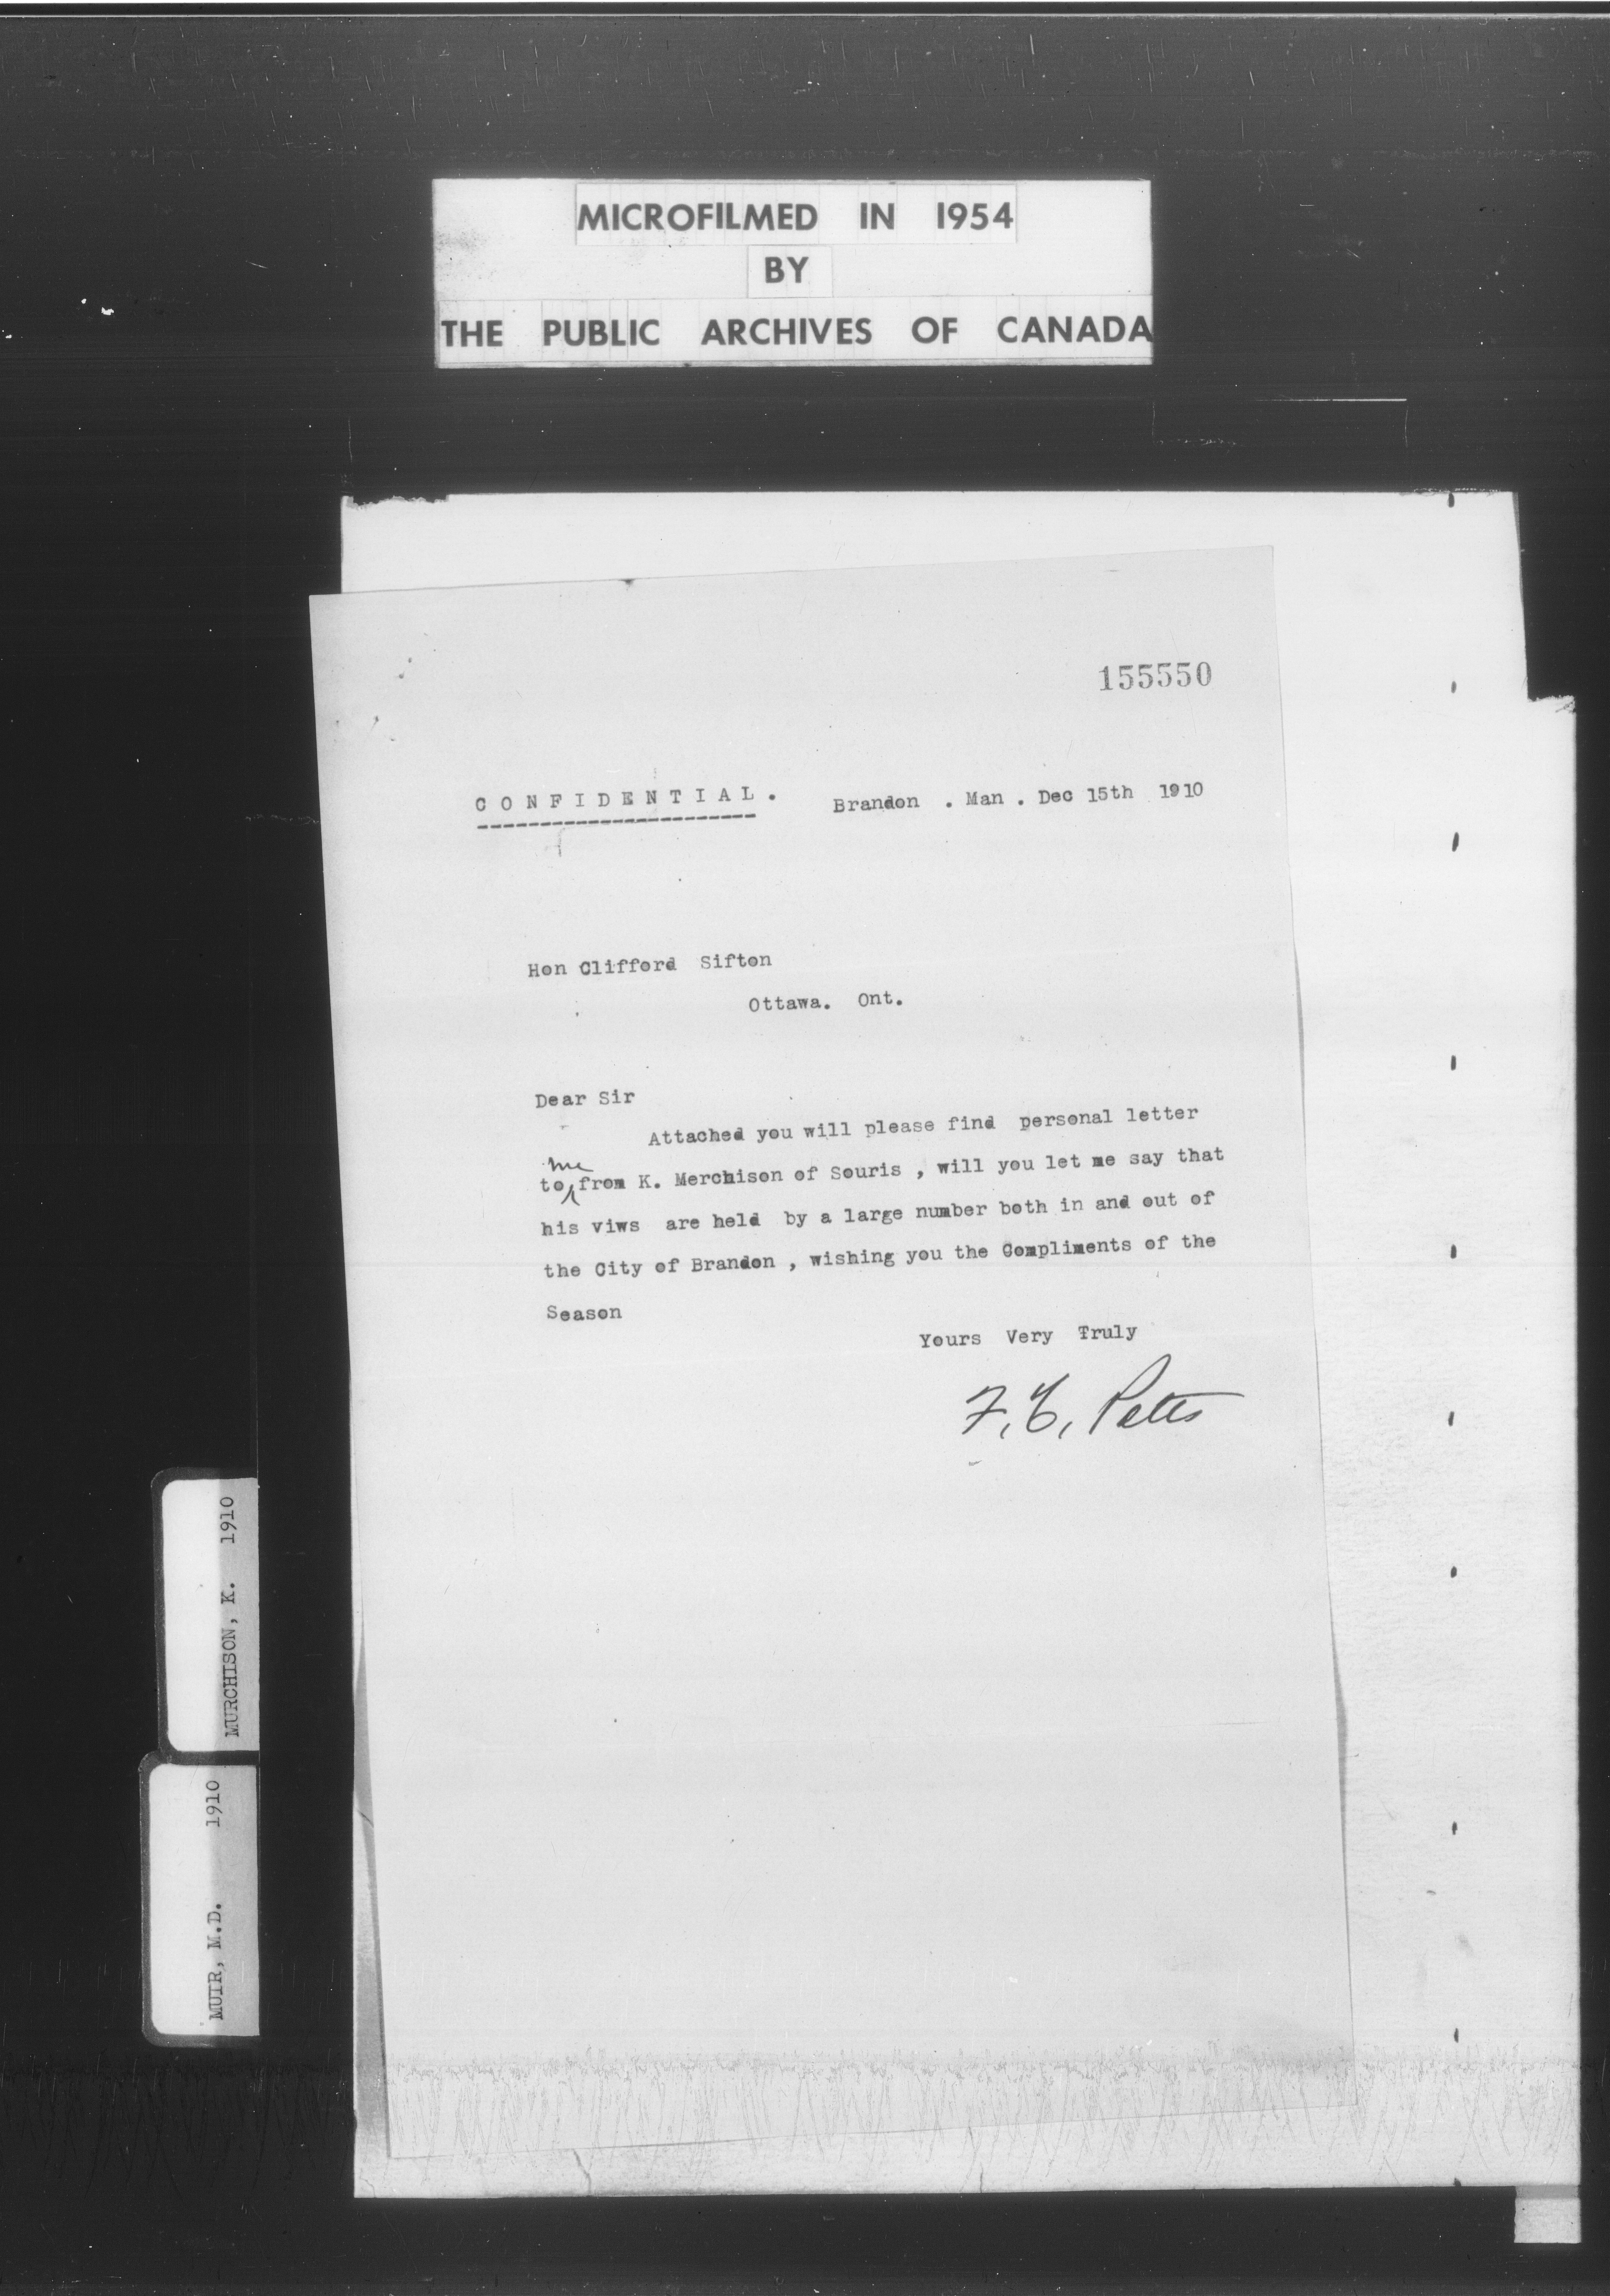 MICROFILMED IN 1954
BY
THE PUBLIC ARCHIVES OF CANADA
155550
CONFIDENTIAL. Brandon . Man . Dec 15th 1910
Hon Clifford Sifton
Ottawa. Ont.
Dear Sir
Attached you will please find personal letter
to me from K. Merchison of Souris , will you let me say that
his viws are held by a large number both in and out of
the City of Brandon , wishing you the Compliments of the
Season
Yours Very Truly
F. C. Patts
MURCHISON, K. 1910
MUIR, M.D. 1910